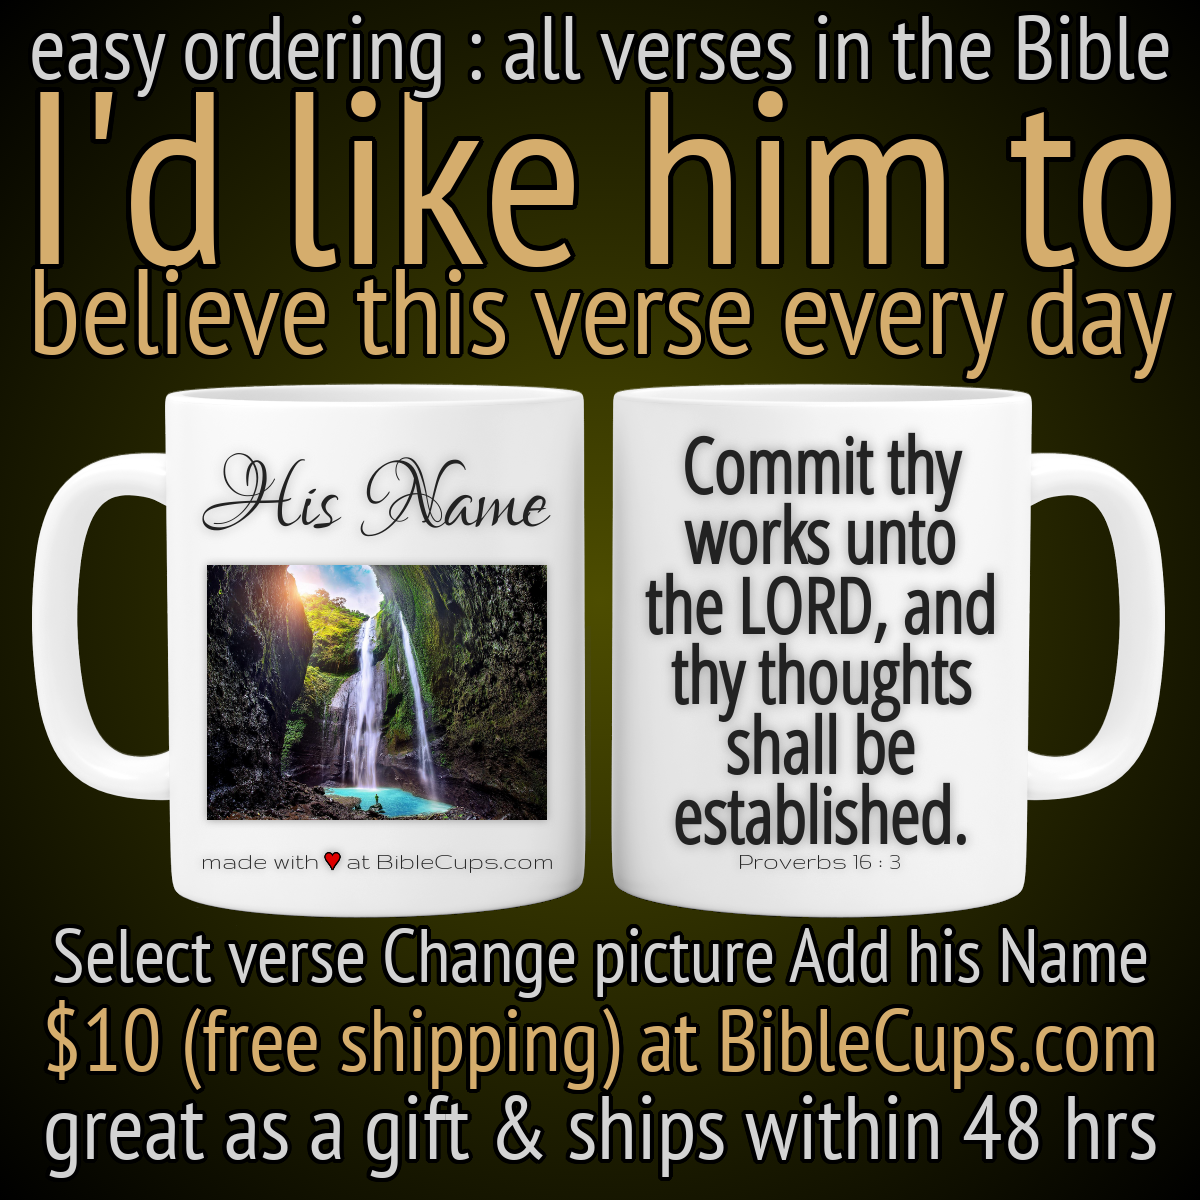 easy ordering : all verses in the Bible
I'd like him to
believe this verse every day
His Name
made with ❤ at BibleCups.com
Commit thy
works unto
the LORD, and
thy thoughts
shall be
established.
Proverbs 16 : 3
Select verse Change picture Add his Name
$10 (free shipping) at BibleCups.com
great as a gift & ships within 48 hrs